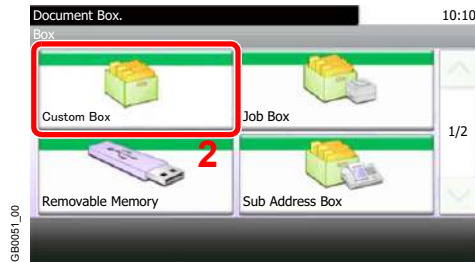 Document Box.
10:10
Box
Custom Box
Job Box
1/2
2
Removable Memory
Sub Address Box
GB0051_00